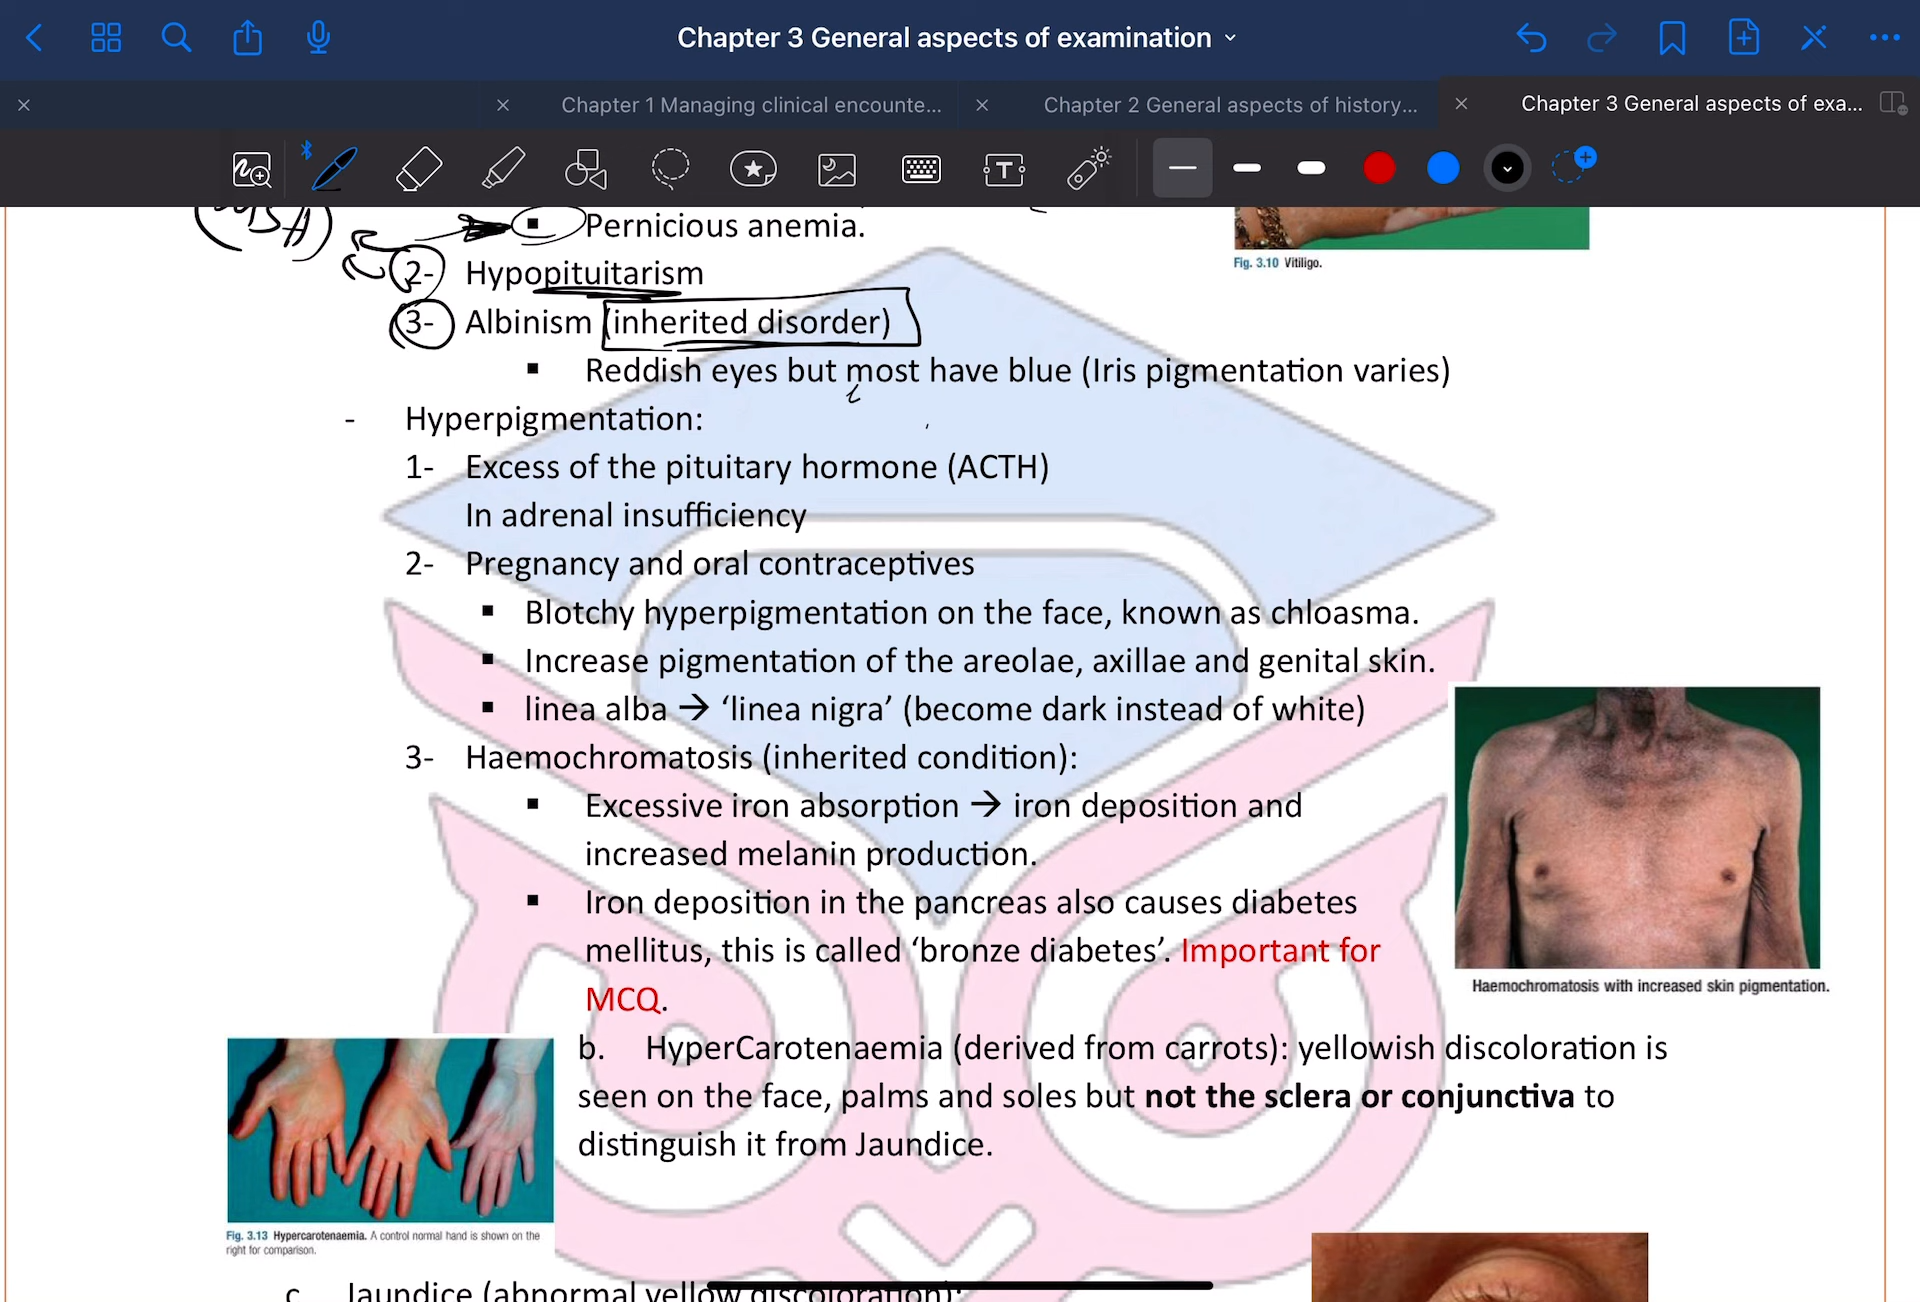 Chapter 3 General aspects of examination
Chapter 1 Managing clinical encounte...
Chapter 2 General aspects of history...
Chapter 3 General aspects of exa...
▪ Pernicious anemia.
Fig. 3.10 Vitiligo.
2- Hypopituitarism
3- Albinism (inherited disorder)
▪ Reddish eyes but most have blue (Iris pigmentation varies)
- Hyperpigmentation:
1- Excess of the pituitary hormone (ACTH)
In adrenal insufficiency
2- Pregnancy and oral contraceptives
▪ Blotchy hyperpigmentation on the face, known as chloasma.
▪ Increase pigmentation of the areolae, axillae and genital skin.
▪ linea alba → ‘linea nigra’ (become dark instead of white)
3- Haemochromatosis (inherited condition):
▪ Excessive iron absorption → iron deposition and
increased melanin production.
▪ Iron deposition in the pancreas also causes diabetes
mellitus, this is called ‘bronze diabetes’. Important for
MCQ.
Haemochromatosis with increased skin pigmentation.
b. HyperCarotenaemia (derived from carrots): yellowish discoloration is
seen on the face, palms and soles but not the sclera or conjunctiva to
distinguish it from Jaundice.
Fig. 3.13 Hypercarotenaemia. A control normal hand is shown on the
right for comparison.
c. Jaundice (abnormal yellow discoloration):